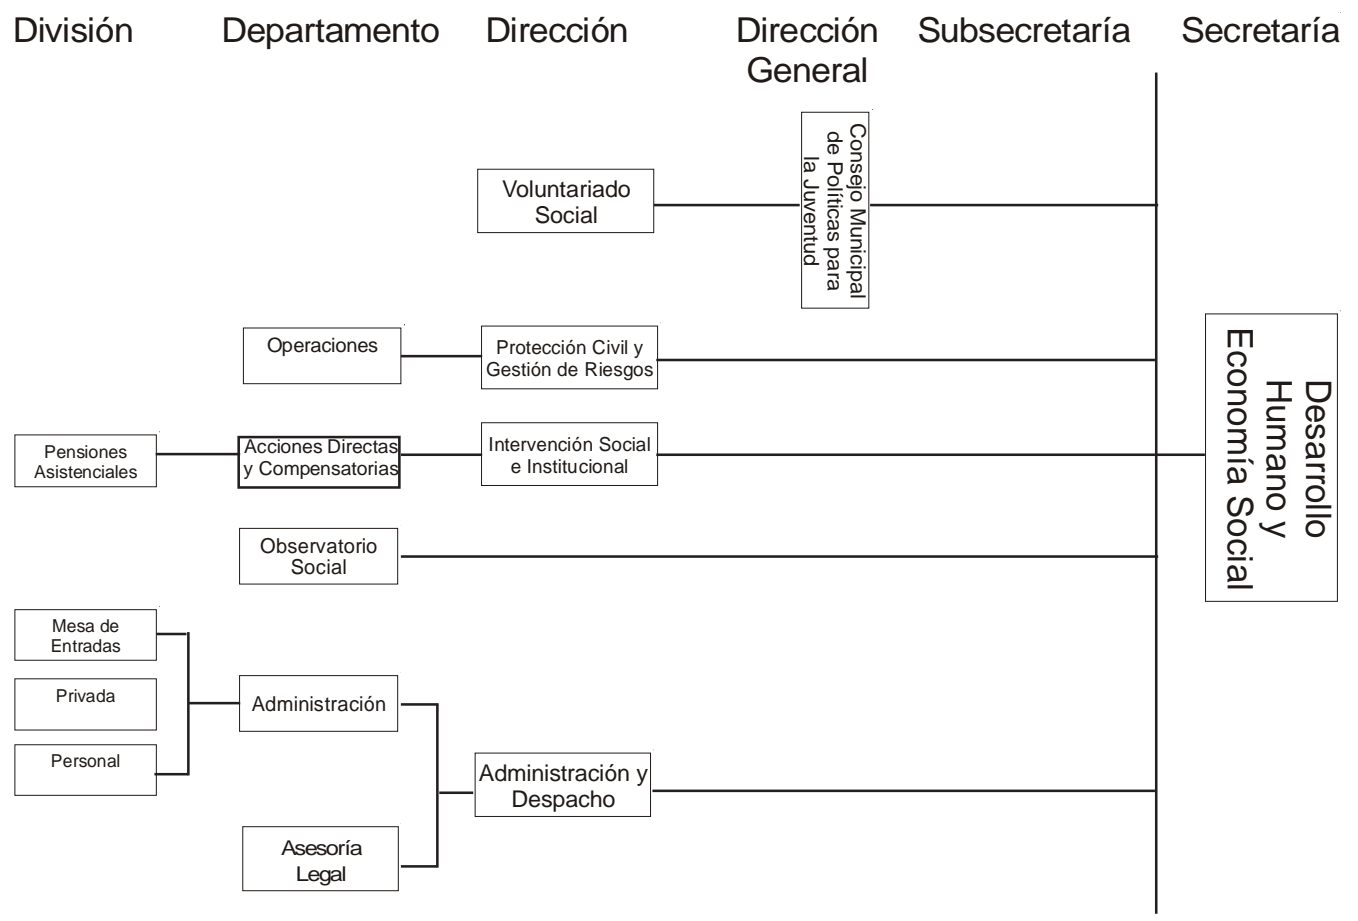 División
Departamento
Dirección
Dirección
General
Subsecretaría
Secretaría
Consejo Municipal
de Políticas para
la Juventud
Voluntariado
Social
Operaciones
Protección Civil y
Gestión de Riesgos
Desarrollo
Humano y
Economía Social
Pensiones
Asistenciales
Acciones Directas
y Compensatorias
Intervención Social
e Institucional
Observatorio
Social
Mesa de
Entradas
Privada
Administración
Personal
Administración y
Despacho
Asesoría
Legal